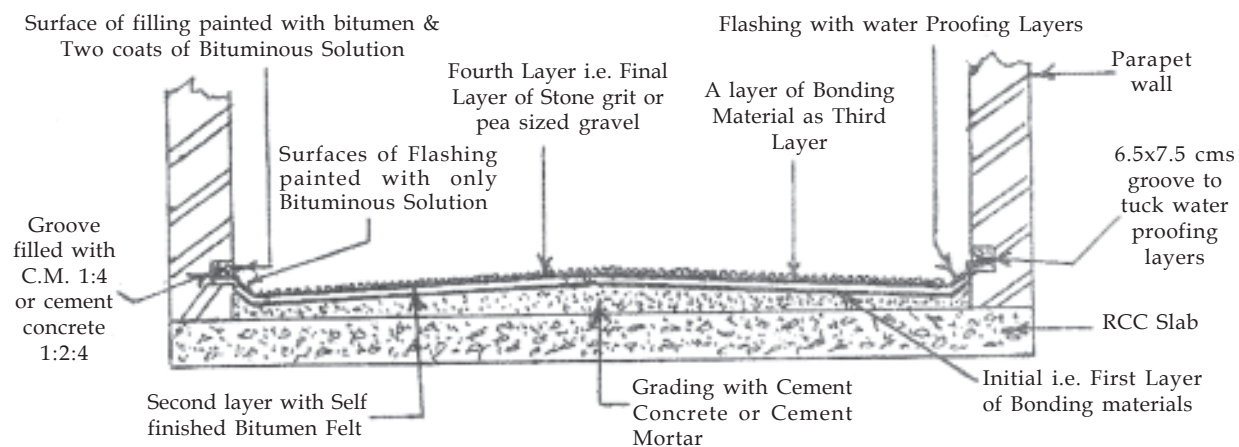 Surface of filling painted with bitumen &
Two coats of Bituminous Solution
Flashing with water Proofing Layers
Fourth Layer i.e. Final
Layer of Stone grit or
pea sized gravel
A layer of Bonding
Material as Third
Layer
Parapet
wall
Surfaces of Flashing
painted with only
Bituminous Solution
6.5x7.5 cms
groove to
tuck water
proofing
layers
Groove
filled with
C.M. 1:4
or cement
concrete
1:2:4
RCC Slab
Second layer with Self
finished Bitumen Felt
Grading with Cement
Concrete or Cement
Mortar
Initial i.e. First Layer
of Bonding materials